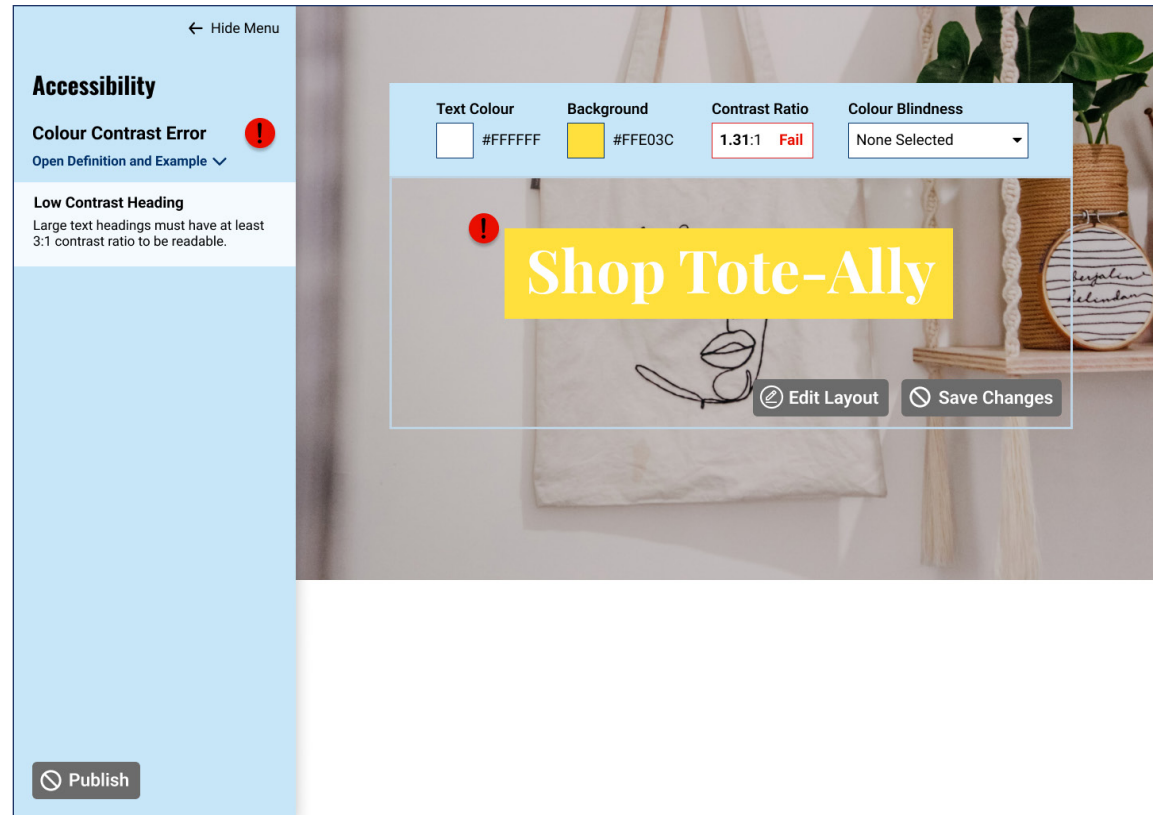 Hide Menu
Accessibility
Colour Contrast Error
Open Definition and Example
Low Contrast Heading
Large text headings must have at least
3:1 contrast ratio to be readable.
Publish
Text Colour
#FFFFFF
Background
#FFE03C
Contrast Ratio
1.31:1 Fail
Colour Blindness
None Selected
Shop Tote-Ally
Edit Layout
Save Changes